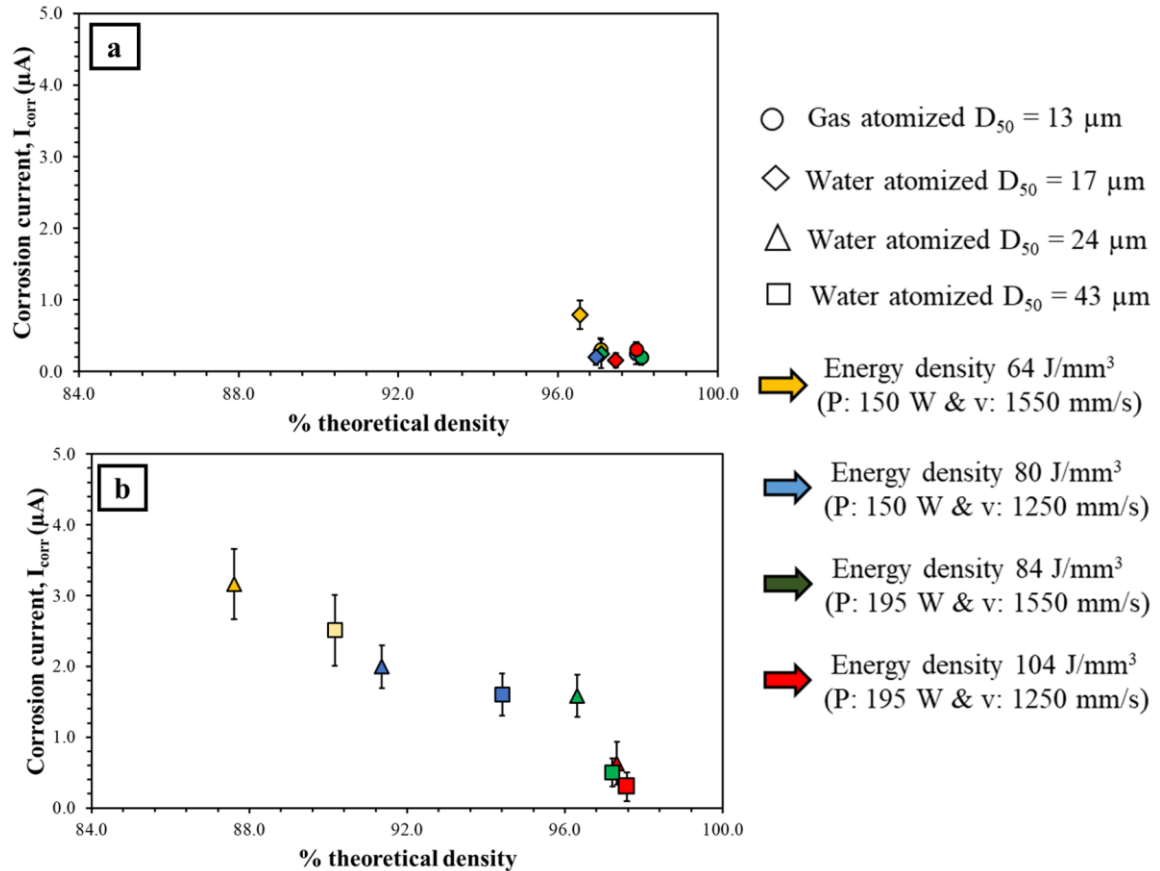 a
Corrosion current, Icorr (µA)
5.0
4.0
3.0
2.0
1.0
0.0
84.0 88.0 92.0 96.0 100.0
% theoretical density
b
Corrosion current, Icorr (µA)
5.0
4.0
3.0
2.0
1.0
0.0
84.0 88.0 92.0 96.0 100.0
% theoretical density
Gas atomized D50 = 13 µm
Water atomized D50 = 17 µm
Water atomized D50 = 24 µm
Water atomized D50 = 43 µm
Energy density 64 J/mm³
(P: 150 W & v: 1550 mm/s)
Energy density 80 J/mm³
(P: 150 W & v: 1250 mm/s)
Energy density 84 J/mm³
(P: 195 W & v: 1550 mm/s)
Energy density 104 J/mm³
(P: 195 W & v: 1250 mm/s)